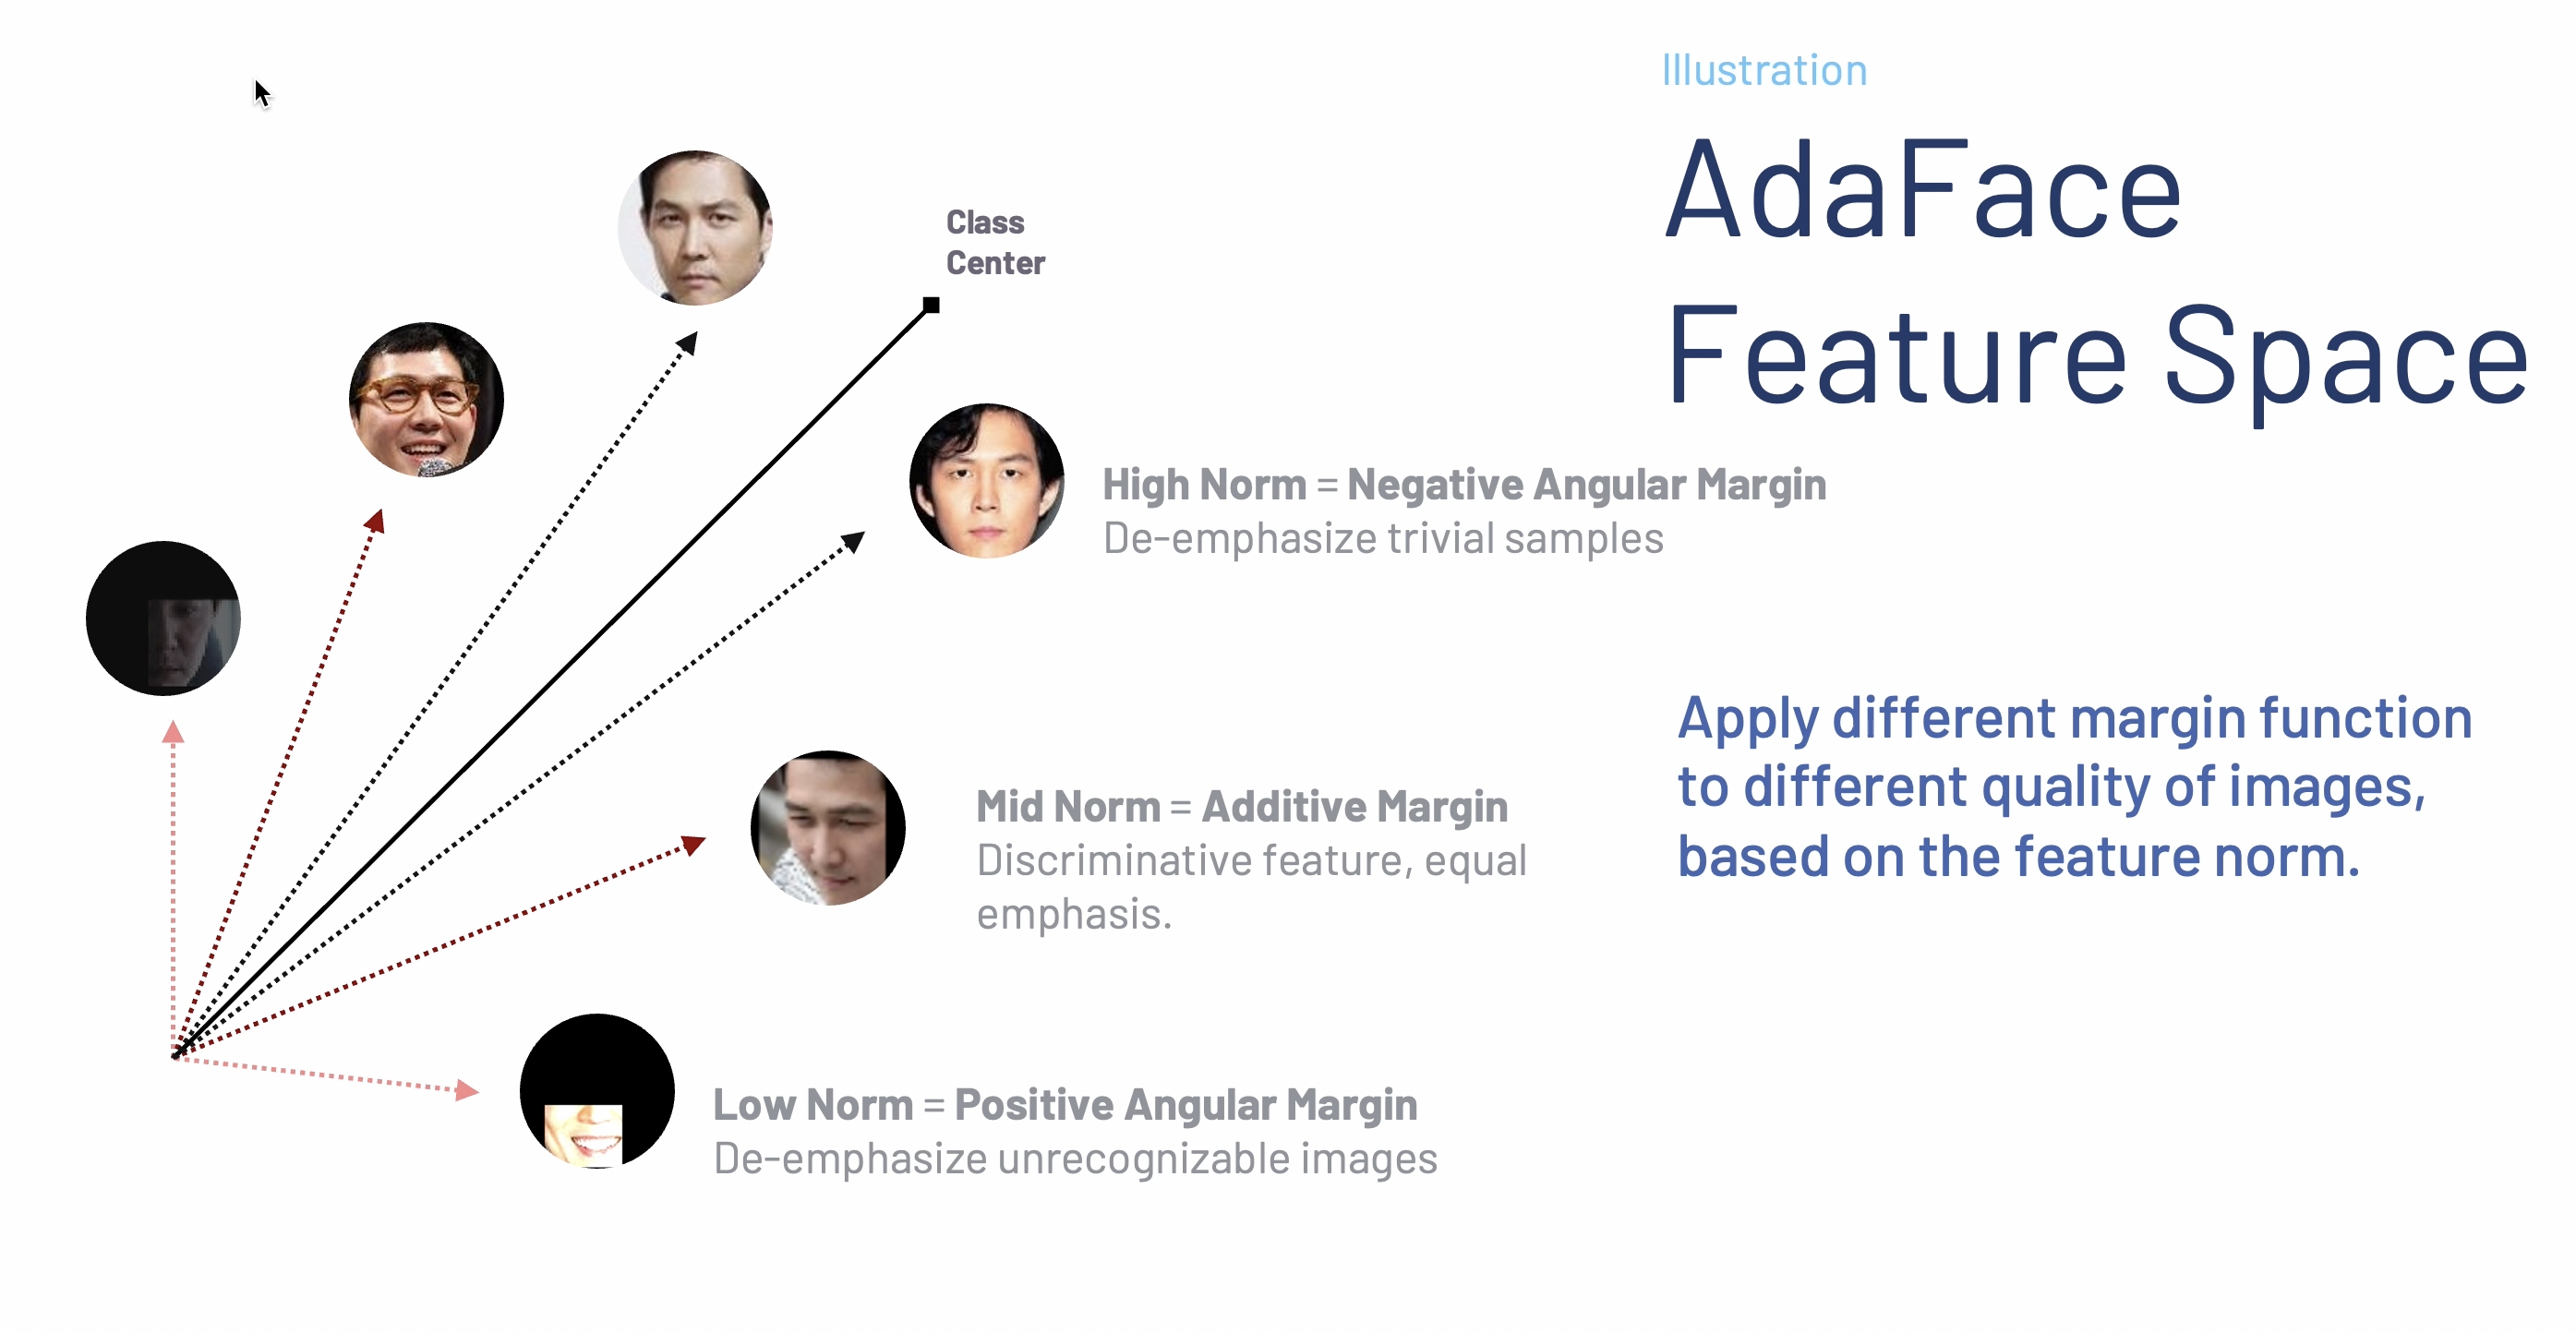 Illustration
AdaFace
Feature Space
Class
Center
High Norm = Negative Angular Margin
De-emphasize trivial samples
Apply different margin function
to different quality of images,
based on the feature norm.
Mid Norm = Additive Margin
Discriminative feature, equal
emphasis.
Low Norm = Positive Angular Margin
De-emphasize unrecognizable images